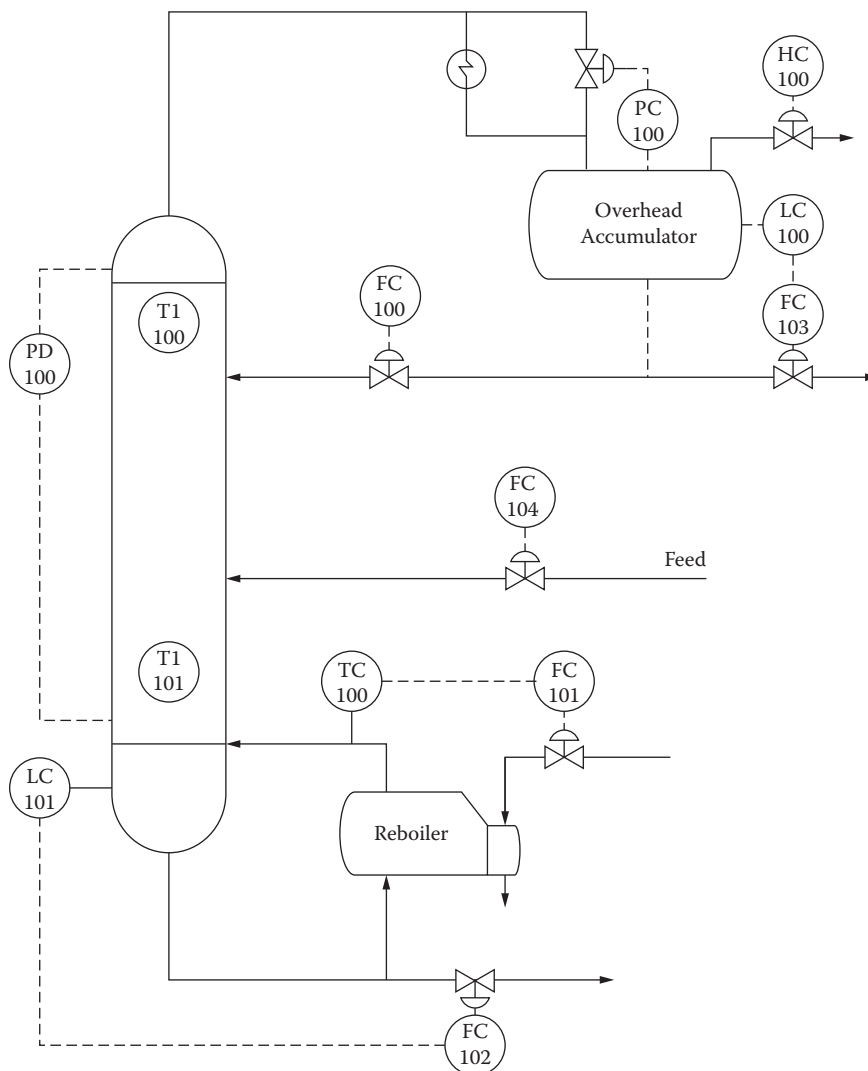 HC
100
PC
100
Overhead
Accumulator
LC
100
FC
100
FC
103
T1
100
PD
100
FC
104
Feed
T1
101
TC
100
FC
101
LC
101
Reboiler
FC
102